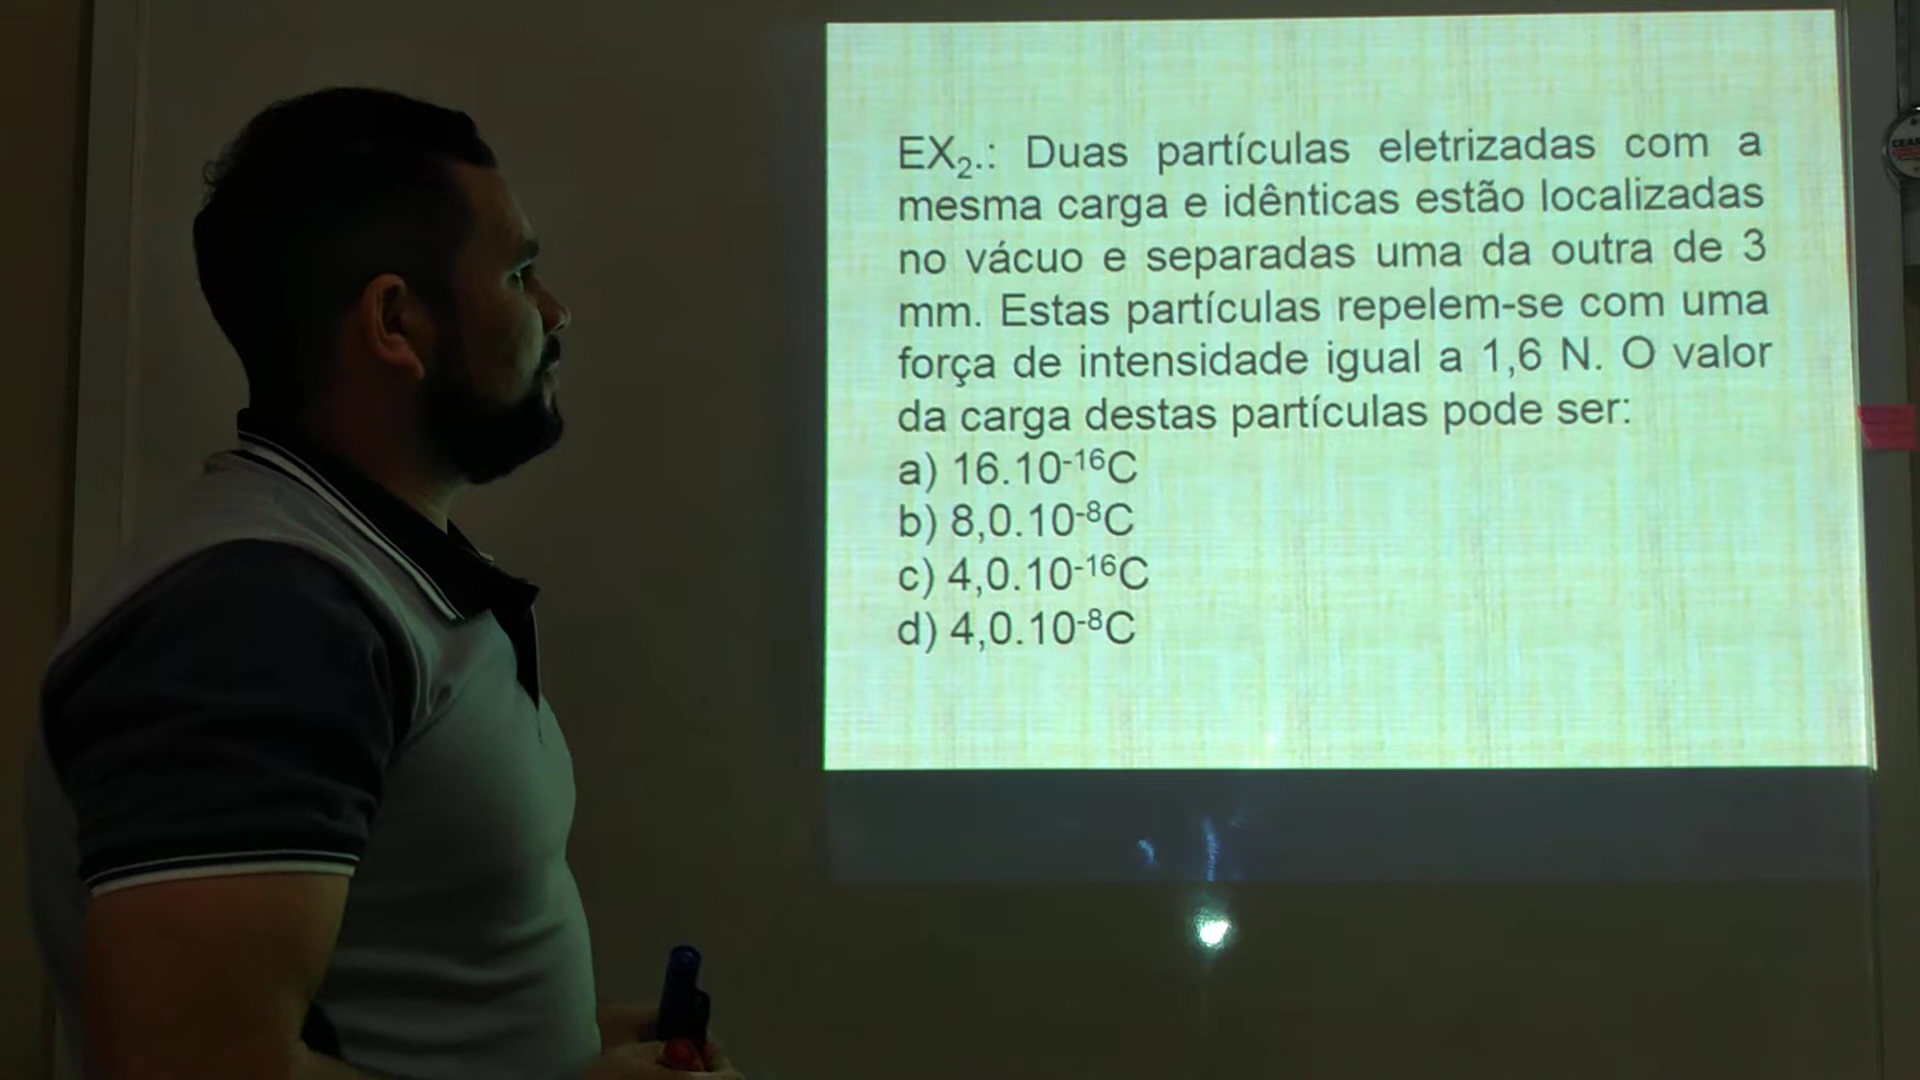 EX₂.: Duas partículas eletrizadas com a
mesma carga e idênticas estão localizadas
no vácuo e separadas uma da outra de 3
mm. Estas partículas repelem-se com uma
força de intensidade igual a 1,6 N. O valor
da carga destas partículas pode ser:
a) 16.10⁻¹⁶C
b) 8,0.10⁻⁸C
c) 4,0.10⁻¹⁶C
d) 4,0.10⁻⁸C